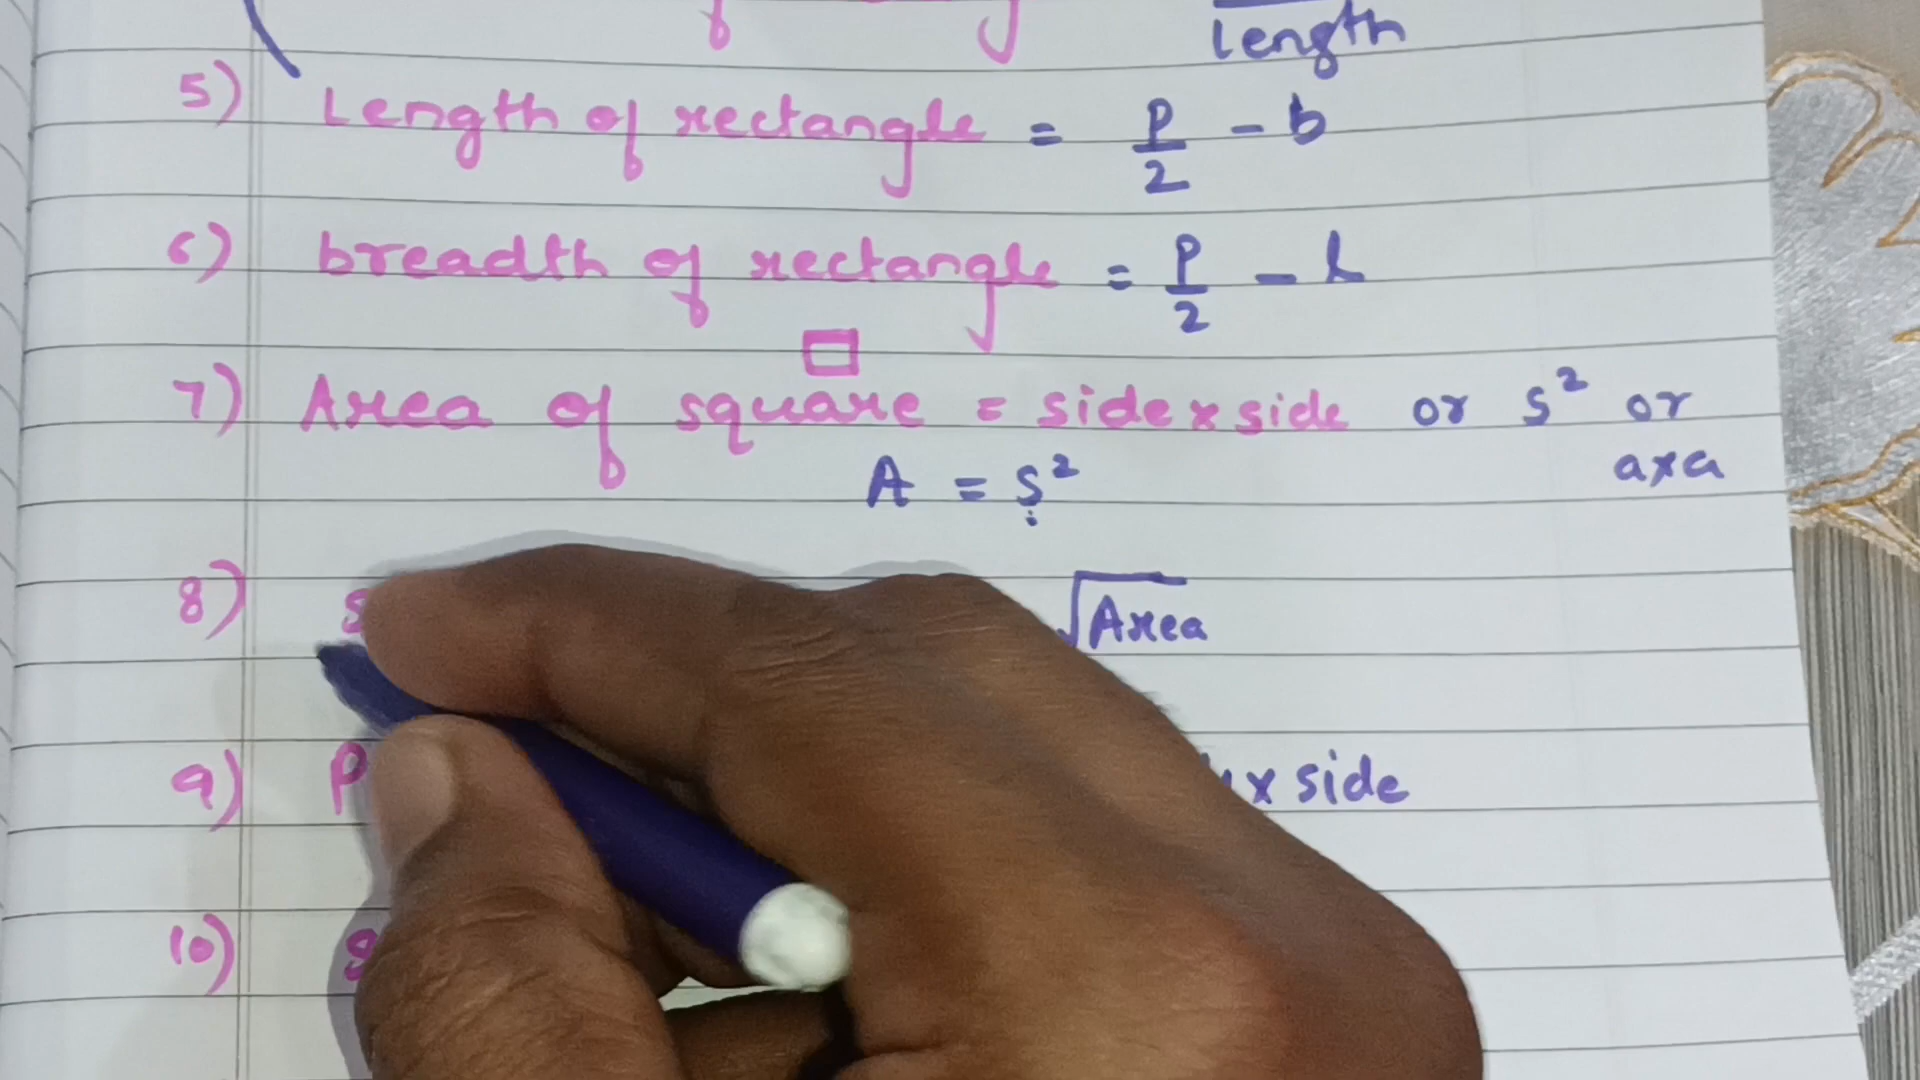 length
5) Length of rectangle = P/2 - b
6) breadth of rectangle = P/2 - l
7) Area of square = side x side or s² or
axa
A = s²
8) √Area
9) x side
10)